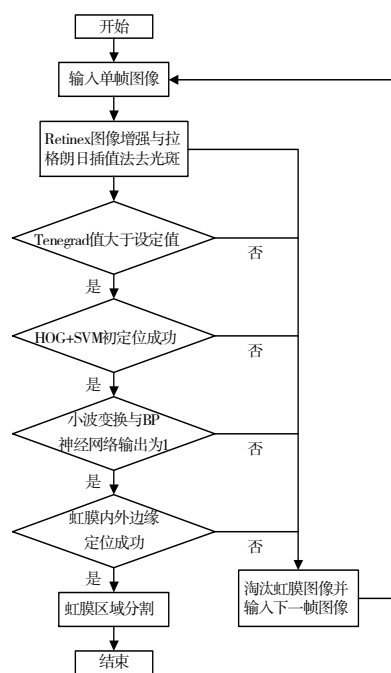 开始
输入单帧图像
Retinex图像增强与拉
格朗日插值法去光斑
Tenegrad值大于设定值
否
是
HOG+SVM初定位成功
否
是
小波变换与BP
神经网络输出为1
否
是
虹膜内外边缘
定位成功
否
是
虹膜区域分割
淘汰虹膜图像并
输入下一帧图像
结束